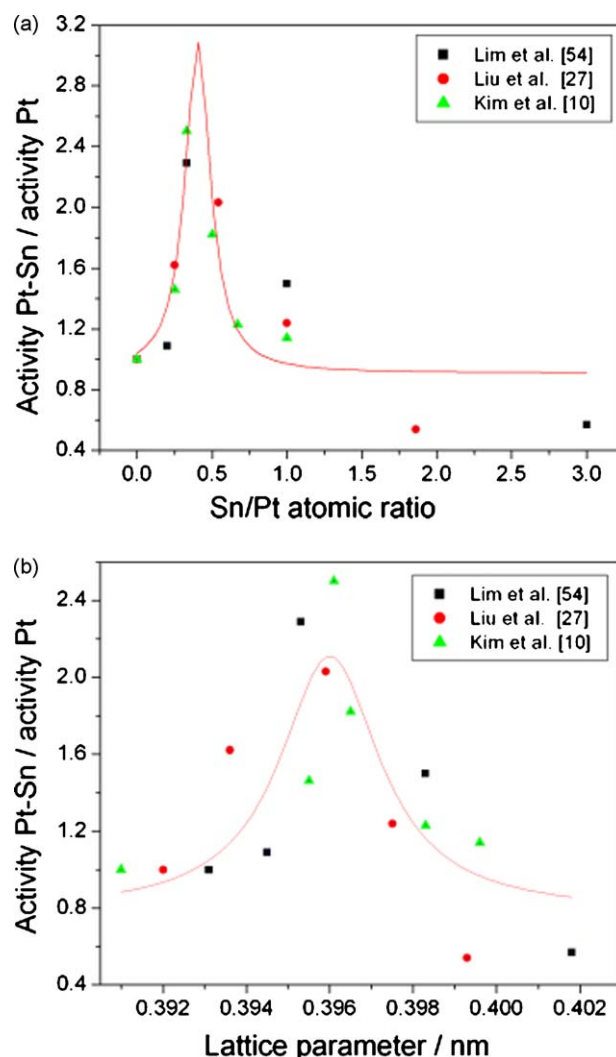 (a)
3.2
2.8
2.4
2.0
1.6
1.2
0.8
0.4
Activity Pt-Sn / activity Pt
Lim et al. [54]
Liu et al. [27]
Kim et al. [10]
0.0 0.5 1.0 1.5 2.0 2.5 3.0
Sn/Pt atomic ratio
(b)
2.4
2.0
1.6
1.2
0.8
0.4
Activity Pt-Sn / activity Pt
Lim et al. [54]
Liu et al. [27]
Kim et al. [10]
0.392 0.394 0.396 0.398 0.400 0.402
Lattice parameter / nm